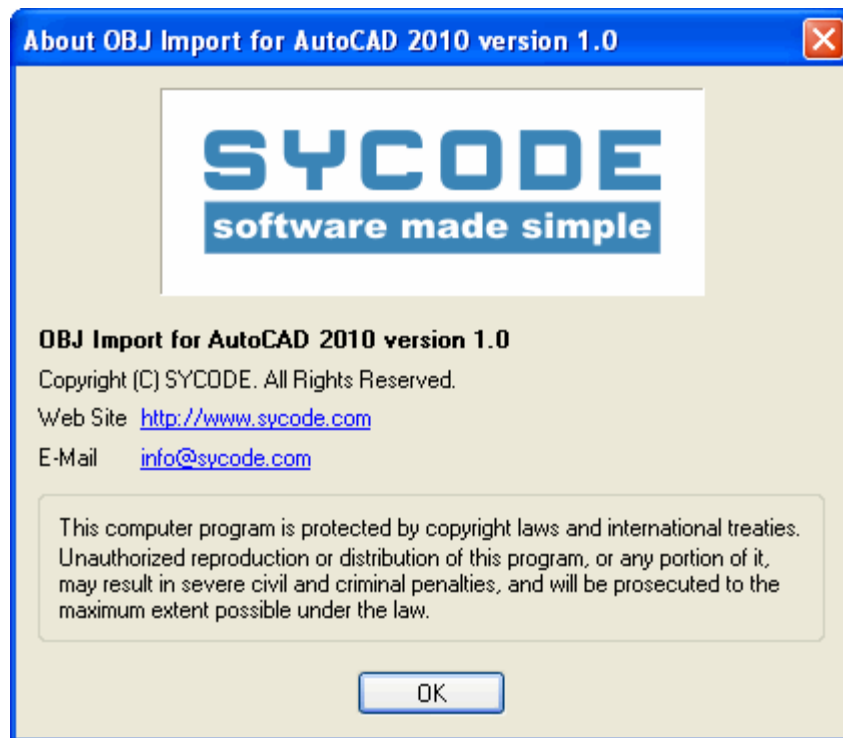 About OBJ Import for AutoCAD 2010 version 1.0
SYCODE
software made simple
OBJ Import for AutoCAD 2010 version 1.0
Copyright (C) SYCODE. All Rights Reserved.
Web Site http://www.sycode.com
E-Mail info@sycode.com
This computer program is protected by copyright laws and international treaties.
Unauthorized reproduction or distribution of this program, or any portion of it,
may result in severe civil and criminal penalties, and will be prosecuted to the
maximum extent possible under the law.
OK